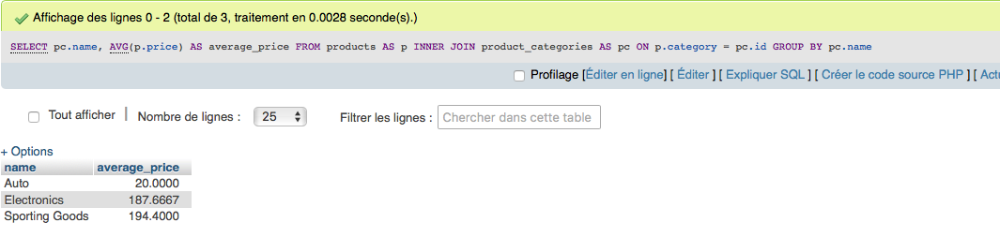 Affichage des lignes 0 - 2 (total de 3, traitement en 0.0028 seconde(s).)
SELECT pc.name, AVG(p.price) AS average_price FROM products AS p INNER JOIN product_categories AS pc ON p.category = pc.id GROUP BY pc.name
Profilage [Éditer en ligne] [ Éditer ] [ Expliquer SQL ] [ Créer le code source PHP ] [ Actu
Tout afficher | Nombre de lignes : 25 Filtrer les lignes : Chercher dans cette table
+ Options
name average_price
Auto 20.0000
Electronics 187.6667
Sporting Goods 194.4000